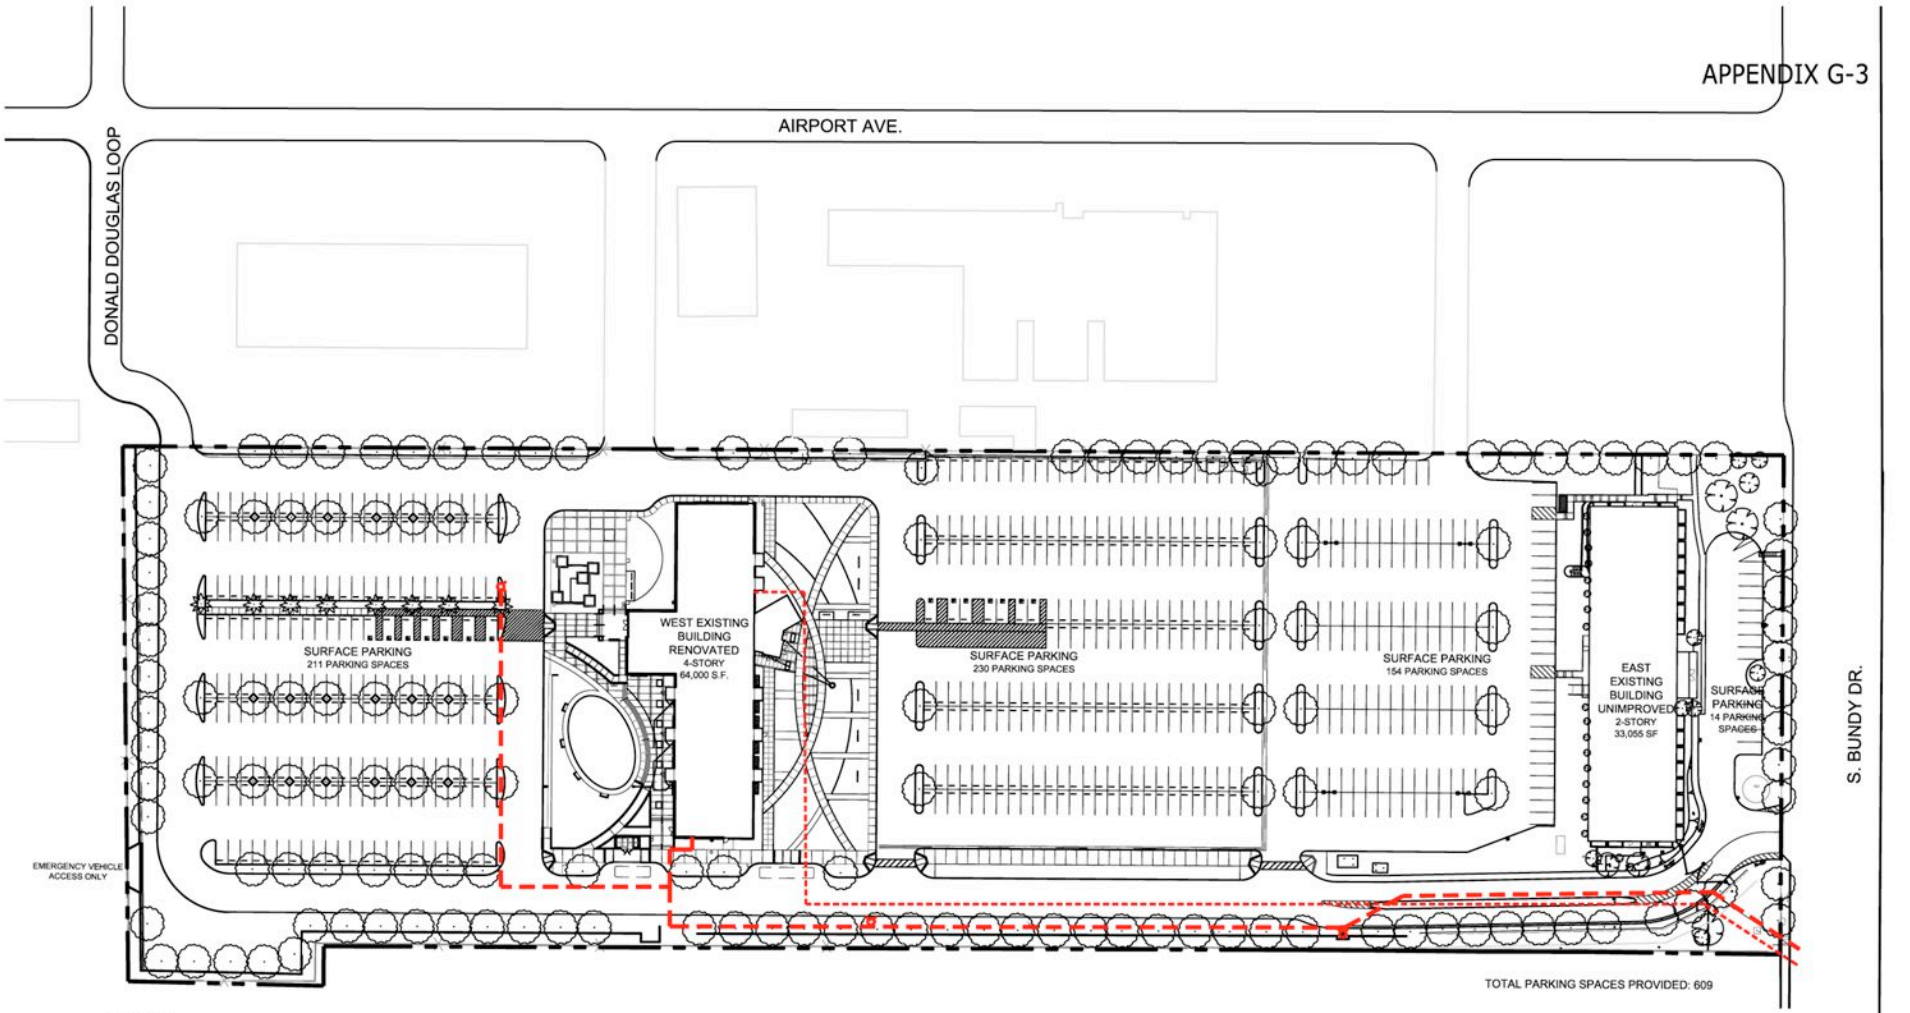 APPENDIX G-3
AIRPORT AVE.
DONALD DOUGLAS LOOP
WEST EXISTING
BUILDING
RENOVATED
4-STORY
64,000 S.F.
SURFACE PARKING
211 PARKING SPACES
SURFACE PARKING
230 PARKING SPACES
SURFACE PARKING
154 PARKING SPACES
EAST
EXISTING
BUILDING
UNIMPROVED
2-STORY
33,055 SF
SURFACE
PARKING
14 PARKING
SPACES
S. BUNDY DR.
EMERGENCY VEHICLE
ACCESS ONLY
TOTAL PARKING SPACES PROVIDED: 609